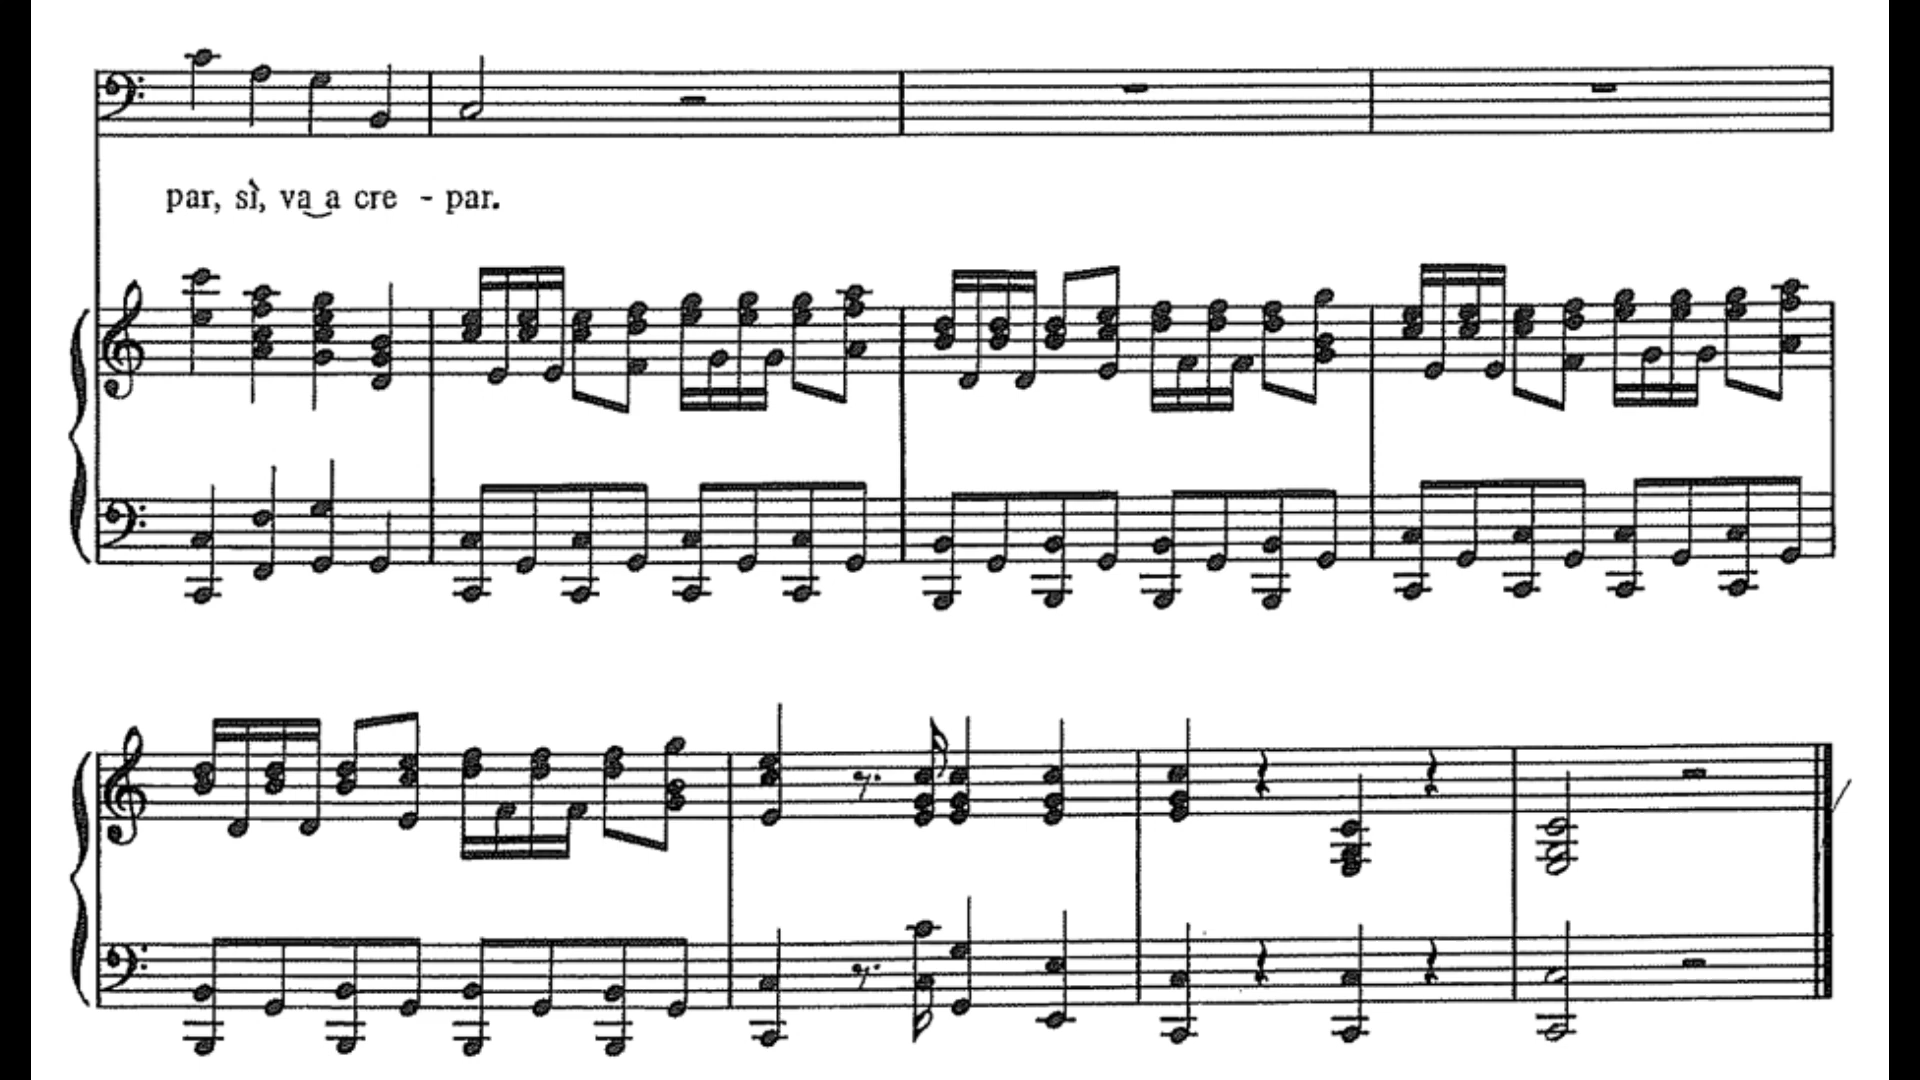 par, sì, va a cre - par.